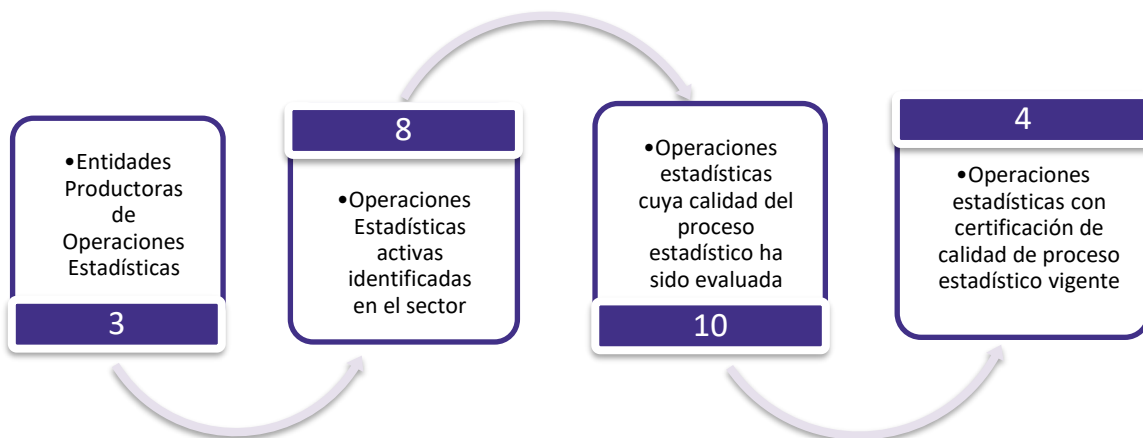 •Entidades
Productoras
de
Operaciones
Estadísticas
3
8
•Operaciones
Estadísticas
activas
identificadas
en el sector
•Operaciones
estadísticas
cuya calidad del
proceso
estadístico ha
sido evaluada
10
4
•Operaciones
estadísticas con
certificación de
calidad de proceso
estadístico vigente